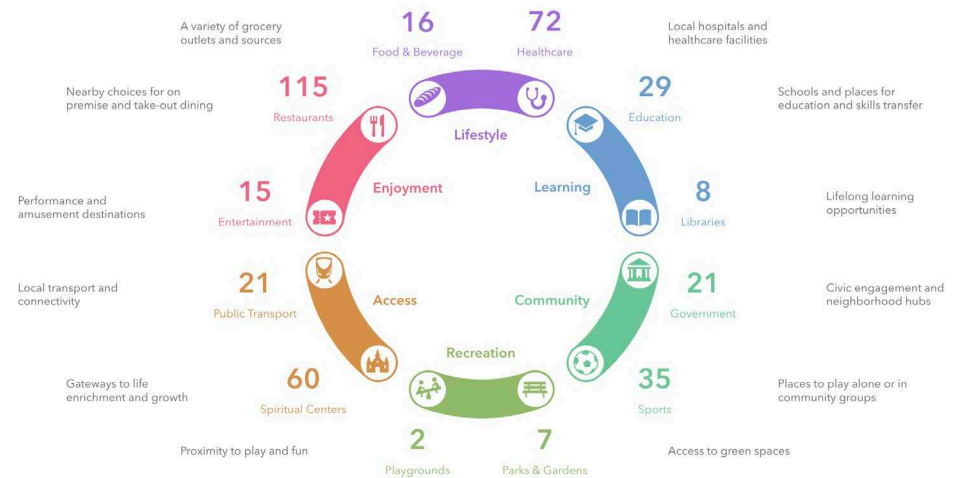 A variety of grocery
outlets and sources
16
Food & Beverage
72
Healthcare
Local hospitals and
healthcare facilities
Nearby choices for on
premise and take-out dining
115
Restaurants
Lifestyle
29
Education
Schools and places for
education and skills transfer
Performance and
amusement destinations
15
Entertainment
Enjoyment
Learning
8
Libraries
Lifelong learning
opportunities
Local transport and
connectivity
21
Public Transport
Access
Community
21
Government
Civic engagement and
neighborhood hubs
Gateways to life
enrichment and growth
60
Spiritual Centers
Recreation
35
Sports
Places to play alone or in
community groups
Proximity to play and fun
2
Playgrounds
7
Parks & Gardens
Access to green spaces